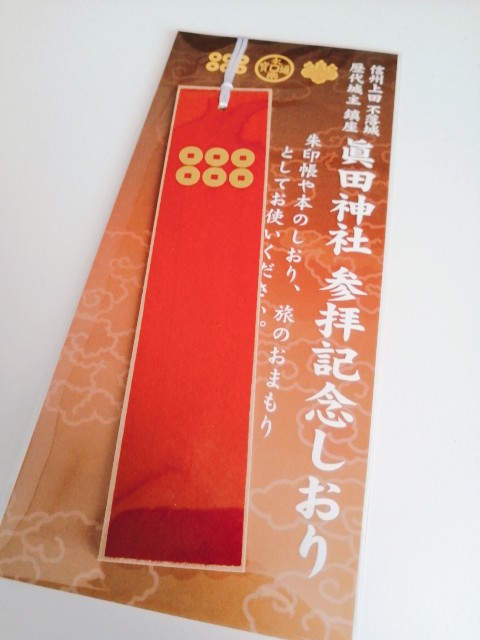 信州上田 不落城
歴代城主 鎮座
眞田神社 参拝記念しおり
朱印帳や本のしおり、旅のおまもり
としてお使いください。